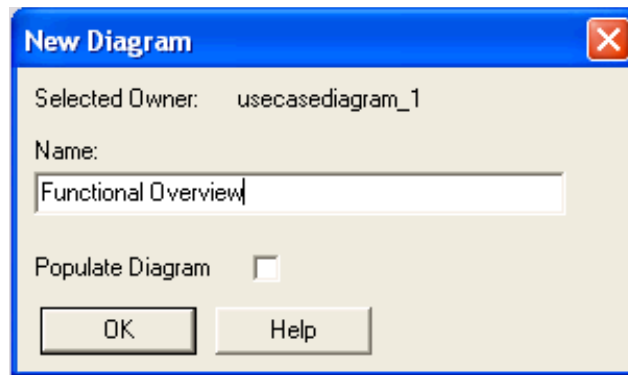 New Diagram
Selected Owner: usecasediagram_1
Name:
Functional Overview
Populate Diagram
OK Help